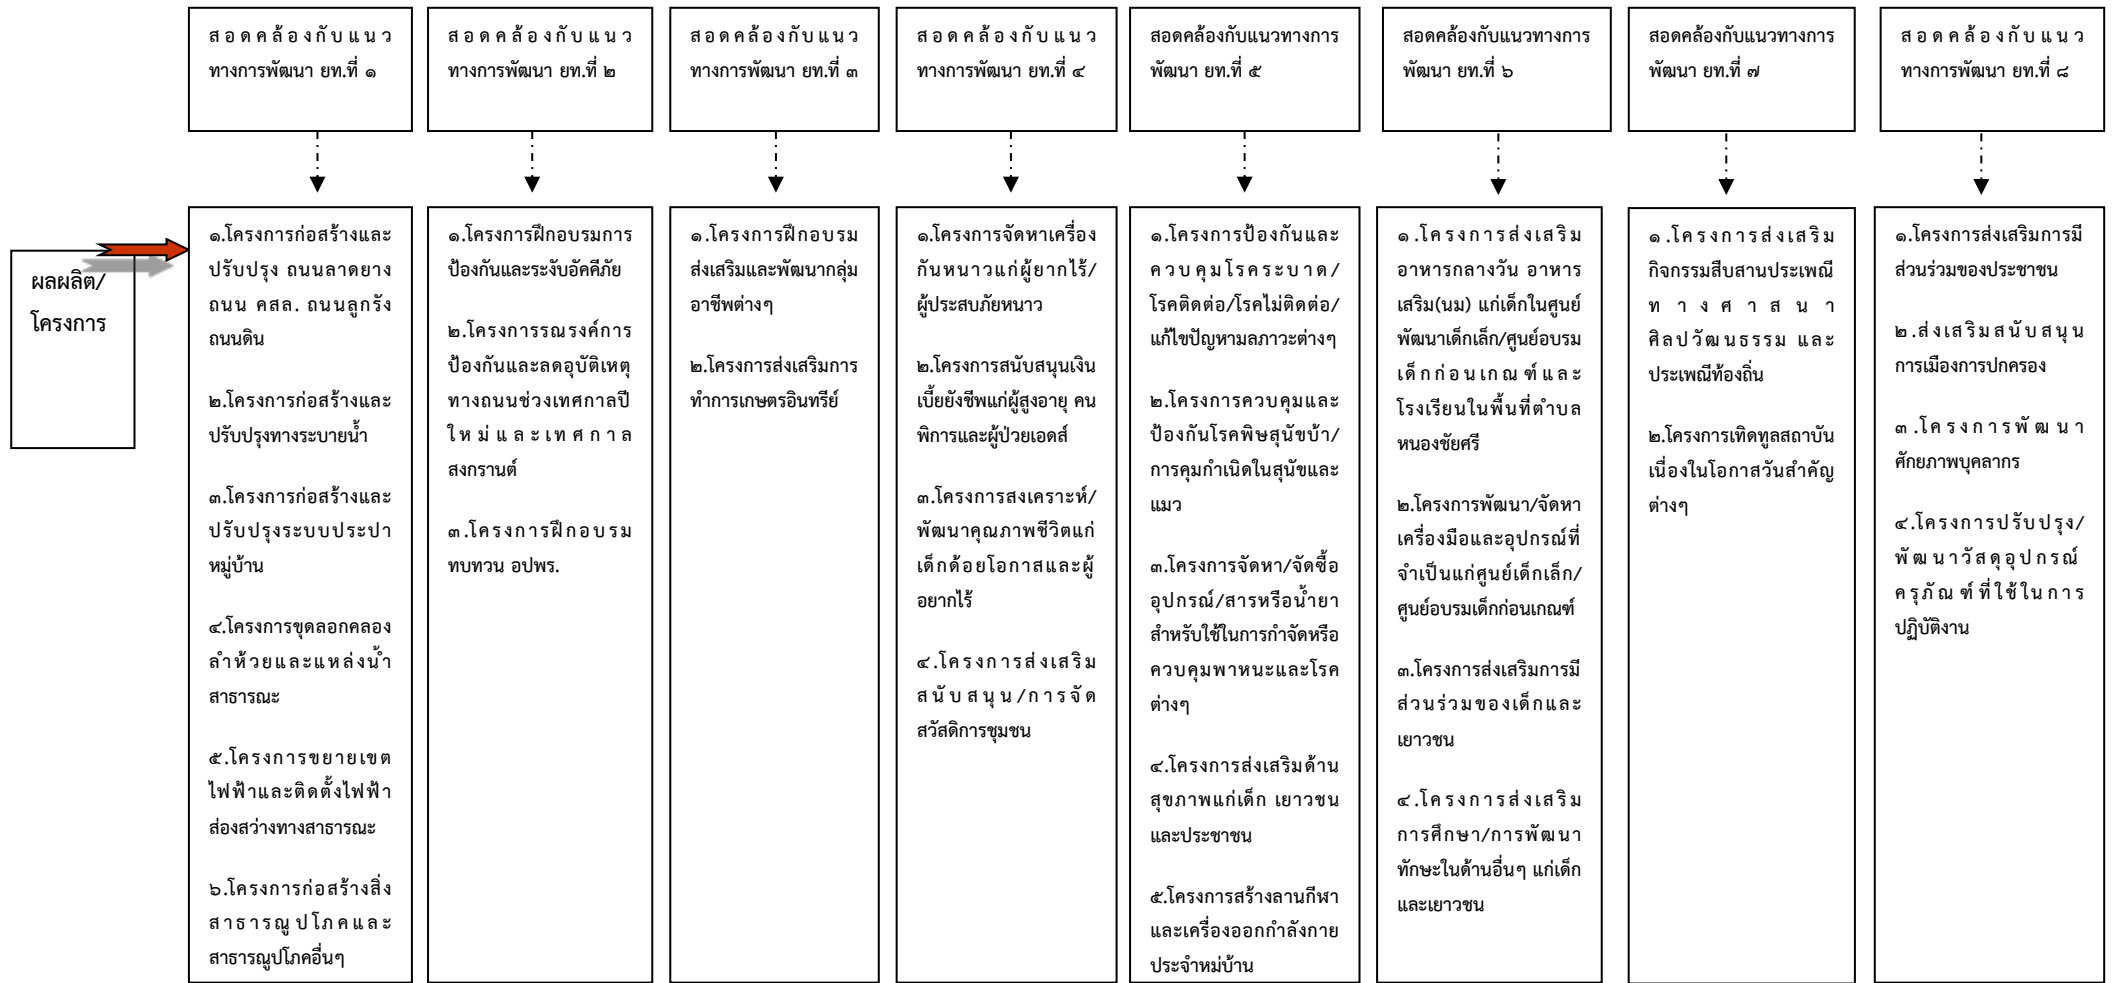 สอดคล้องกับแนว
ทางการพัฒนา ยท.ที่ ๑
สอดคล้องกับแนว
ทางการพัฒนา ยท.ที่ ๒
สอดคล้องกับแนว
ทางการพัฒนา ยท.ที่ ๓
สอดคล้องกับแนว
ทางการพัฒนา ยท.ที่ ๔
สอดคล้องกับแนวทางการ
พัฒนา ยท.ที่ ๕
สอดคล้องกับแนวทางการ
พัฒนา ยท.ที่ ๖
สอดคล้องกับแนวทางการ
พัฒนา ยท.ที่ ๗
สอดคล้องกับแนว
ทางการพัฒนา ยท.ที่ ๘
ผลผลิต/
โครงการ
๑.โครงการก่อสร้างและ
ปรับปรุง ถนนลาดยาง
ถนน คสล. ถนนลูกรัง
ถนนดิน
๒.โครงการก่อสร้างและ
ปรับปรุงทางระบายน้ำ
๓.โครงการก่อสร้างและ
ปรับปรุงระบบประปา
หมู่บ้าน
๔.โครงการขุดลอกคลอง
ลำห้วยและแหล่งน้ำ
สาธารณะ
๕.โครงการขยายเขต
ไฟฟ้าและติดตั้งไฟฟ้า
ส่องสว่างทางสาธารณะ
๖.โครงการก่อสร้างสิ่ง
สาธารณูปโภคและ
สาธารณูปโภคอื่นๆ
๑.โครงการฝึกอบรมการ
ป้องกันและระงับอัคคีภัย
๒.โครงการรณรงค์การ
ป้องกันและลดอุบัติเหตุ
ทางถนนช่วงเทศกาลปี
ใหม่และเทศกาล
สงกรานต์
๓.โครงการฝึกอบรม
ทบทวน อปพร.
๑.โครงการฝึกอบรม
ส่งเสริมและพัฒนากลุ่ม
อาชีพต่างๆ
๒.โครงการส่งเสริมการ
ทำการเกษตรอินทรีย์
๑.โครงการจัดหาเครื่อง
กันหนาวแก่ผู้ยากไร้/
ผู้ประสบภัยหนาว
๒.โครงการสนับสนุนเงิน
เบี้ยยังชีพแก่ผู้สูงอายุ คน
พิการและผู้ป่วยเอดส์
๓.โครงการสงเคราะห์/
พัฒนาคุณภาพชีวิตแก่
เด็กด้อยโอกาสและผู้
อยากไร้
๔.โครงการส่งเสริม
สนับสนุน/การจัด
สวัสดิการชุมชน
๑.โครงการป้องกันและ
ควบคุมโรคระบาด/
โรคติดต่อ/โรคไม่ติดต่อ/
แก้ไขปัญหามลภาวะต่างๆ
๒.โครงการควบคุมและ
ป้องกันโรคพิษสุนัขบ้า/
การคุมกำเนิดในสุนัขและ
แมว
๓.โครงการจัดหา/จัดซื้อ
อุปกรณ์/สารหรือน้ำยา
สำหรับใช้ในการกำจัดหรือ
ควบคุมพาหนะและโรค
ต่างๆ
๔.โครงการส่งเสริมด้าน
สุขภาพแก่เด็ก เยาวชน
และประชาชน
๕.โครงการสร้างลานกีฬา
และเครื่องออกกำลังกาย
ประจำหมู่บ้าน
๑.โครงการส่งเสริม
อาหารกลางวัน อาหาร
เสริม(นม) แก่เด็กในศูนย์
พัฒนาเด็กเล็ก/ศูนย์อบรม
เด็กก่อนเกณฑ์และ
โรงเรียนในพื้นที่ตำบล
หนองชัยศรี
๒.โครงการพัฒนา/จัดหา
เครื่องมือและอุปกรณ์ที่
จำเป็นแก่ศูนย์เด็กเล็ก/
ศูนย์อบรมเด็กก่อนเกณฑ์
๓.โครงการส่งเสริมการมี
ส่วนร่วมของเด็กและ
เยาวชน
๔.โครงการส่งเสริม
การศึกษา/การพัฒนา
ทักษะในด้านอื่นๆ แก่เด็ก
และเยาวชน
๑.โครงการส่งเสริม
กิจกรรมสืบสานประเพณี
ทางศาสนา
ศิลปวัฒนธรรม และ
ประเพณีท้องถิ่น
๒.โครงการเทิดทูลสถาบัน
เนื่องในโอกาสวันสำคัญ
ต่างๆ
๑.โครงการส่งเสริมการมี
ส่วนร่วมของประชาชน
๒.ส่งเสริมสนับสนุน
การเมืองการปกครอง
๓.โครงการพัฒนา
ศักยภาพบุคลากร
๔.โครงการปรับปรุง/
พัฒนาวัสดุอุปกรณ์
ครุภัณฑ์ที่ใช้ในการ
ปฏิบัติงาน